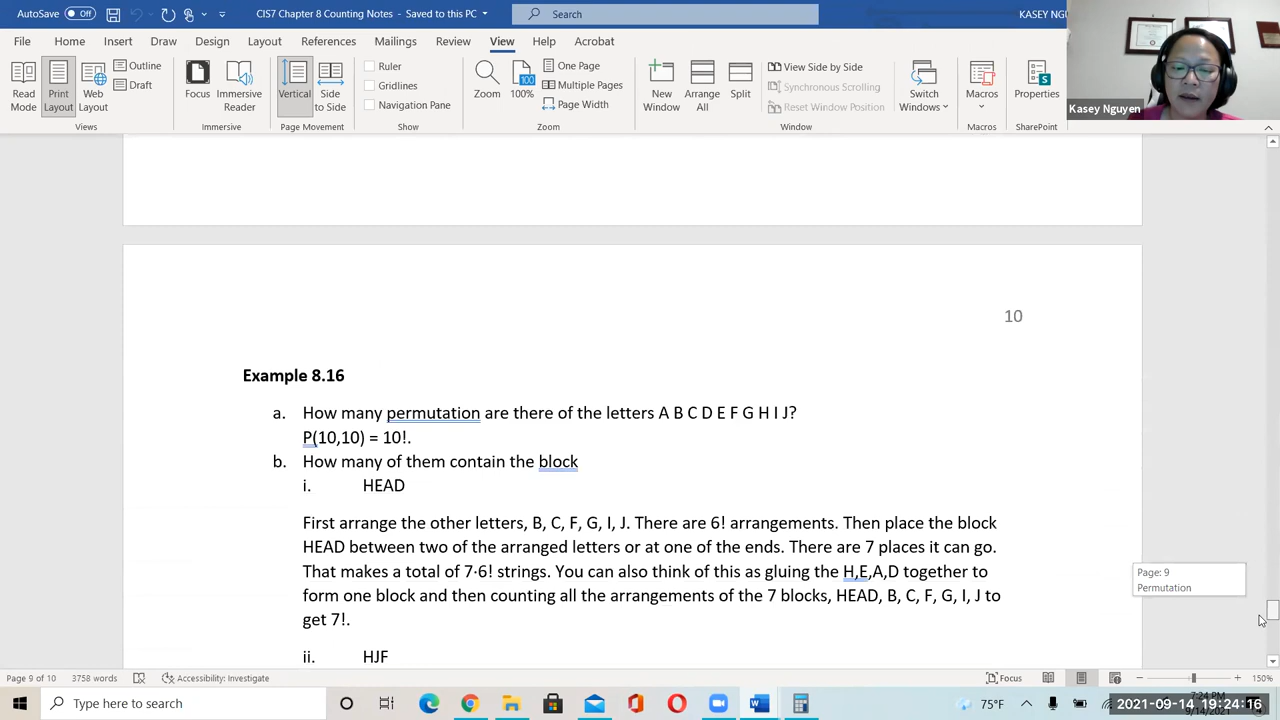 AutoSave Off
CIS7 Week 8 Combinations - Saved
Search
KASEY NGUYEN
File Home Insert Draw Design Layout References Mailings Review View Help Acrobat
Read Mode
Print Layout
Web Layout
Outline
Draft
Views
Focus
Immersive Reader
Immersive
Vertical
Side to Side
Page Movement
Ruler
Gridlines
Navigation Pane
Show
Zoom
100
100%
One Page
Multiple Pages
Page Width
Zoom
New Window
Arrange All
Split
View Side by Side
Synchronous Scrolling
Reset Window Position
Switch Windows
Window
Macros
Macros
Properties
SharePoint
Kasey Nguyen
10
Example 8.16
a. How many permutation are there of the letters A B C D E F G H I J?
P(10,10) = 10!.
b. How many of them contain the block
i. HEAD
First arrange the other letters, B, C, F, G, I, J. There are 6! arrangements. Then place the block
HEAD between two of the arranged letters or at one of the ends. There are 7 places it can go.
That makes a total of 7·6! strings. You can also think of this as gluing the H,E,A,D together to
form one block and then counting all the arrangements of the 7 blocks, HEAD, B, C, F, G, I, J to
get 7!.
ii. HJF
Page: 9
Permutation
Page 9 of 10 3758 words Accessibility: Investigate Focus 150%
Type here to search
75°F
7:24 PM
9/14/2021
2021-09-14 19:24:16